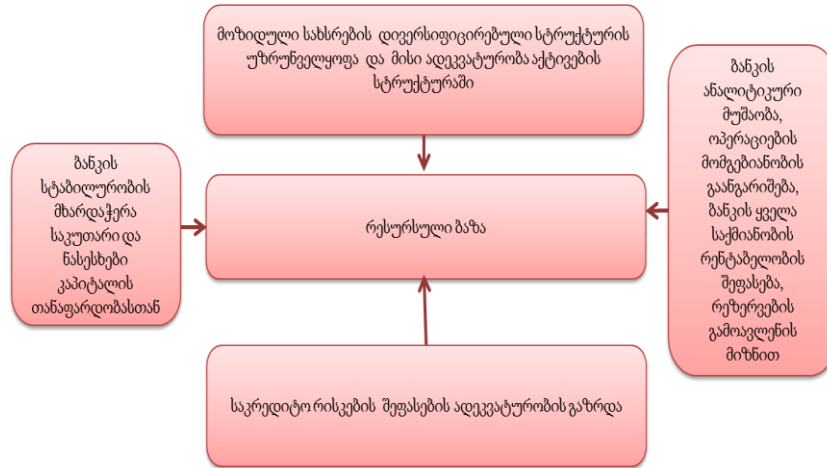 მოზიდული სახსრების დივერსიფიცირებული სტრუქტურის
უზრუნველყოფა და მისი ადეკვატურობა აქტივების
სტრუქტურაში
ბანკის
სტაბილურობის
მხარდაჭერა
საკუთარი და
ნასესხები
კაპიტალის
თანაფარდობასთან
რესურსული ბაზა
ბანკის
ანალიტიკური
მუშაობა,
ოპერაციების
მომგებიანობის
გაანგარიშება,
ბანკის ყველა
საქმიანობის
რენტაბელობის
შეფასება,
რეზერვების
გამოავლენის
მიზნით
საკრედიტო რისკების შეფასების ადეკვატურობის გაზრდა